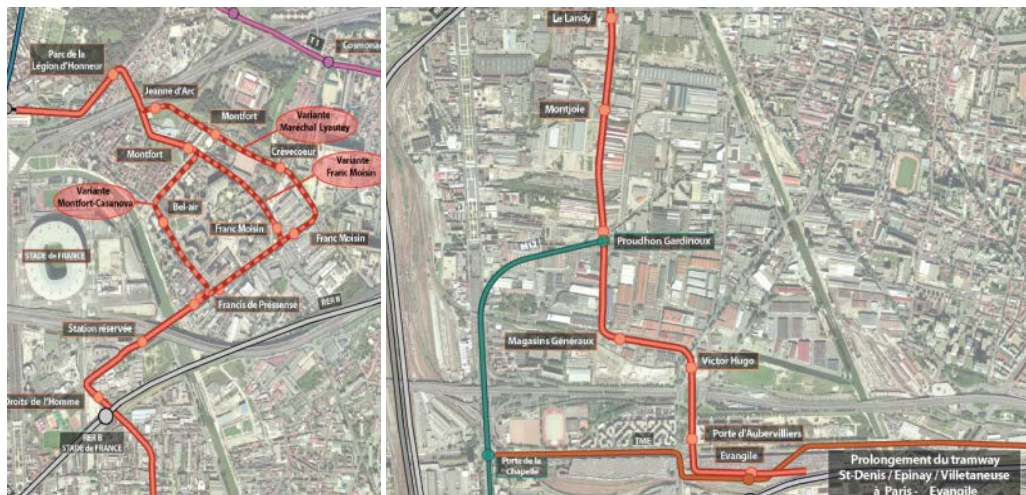 Parc de la
Légion d'Honneur
T1
Jeanne d'Arc
Montfort
Variante
Maréchal Lyautey
Montfort
Crèvecoeur
Variante
Franc Moisin
Variante
Montfort-Casanova
Bel-air
Franc Moisin
Franc Moisin
STADE de FRANCE
Francis de Préssensé
RER B
Station réservée
Droits de l'Homme
RER B
STADE de FRANCE
Le Landy
Montjoie
M12
Proudhon Gardinoux
Magasins Généraux
Victor Hugo
Porte d'Aubervilliers
TME
Evangile
Porte de la
Chapelle
Prolongement du tramway
St-Denis / Epinay / Villetaneuse
à Paris - Evangile